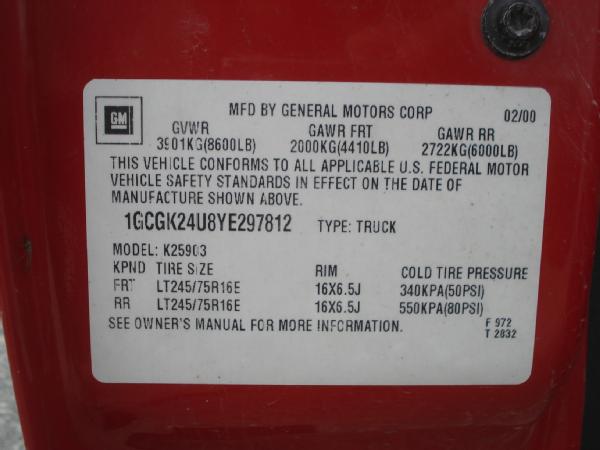 GM
MFD BY GENERAL MOTORS CORP 02/00
GVWR GAWR FRT GAWR RR
3901KG(8600LB) 2000KG(4410LB) 2722KG(6000LB)
THIS VEHICLE CONFORMS TO ALL APPLICABLE U.S. FEDERAL MOTOR
VEHICLE SAFETY STANDARDS IN EFFECT ON THE DATE OF
MANUFACTURE SHOWN ABOVE.
1GCGK24U8YE297812 TYPE: TRUCK
MODEL: K25903
KPND TIRE SIZE RIM COLD TIRE PRESSURE
FRT LT245/75R16E 16X6.5J 340KPA(50PSI)
RR LT245/75R16E 16X6.5J 550KPA(80PSI)
SEE OWNER'S MANUAL FOR MORE INFORMATION.
F 972
T 2832